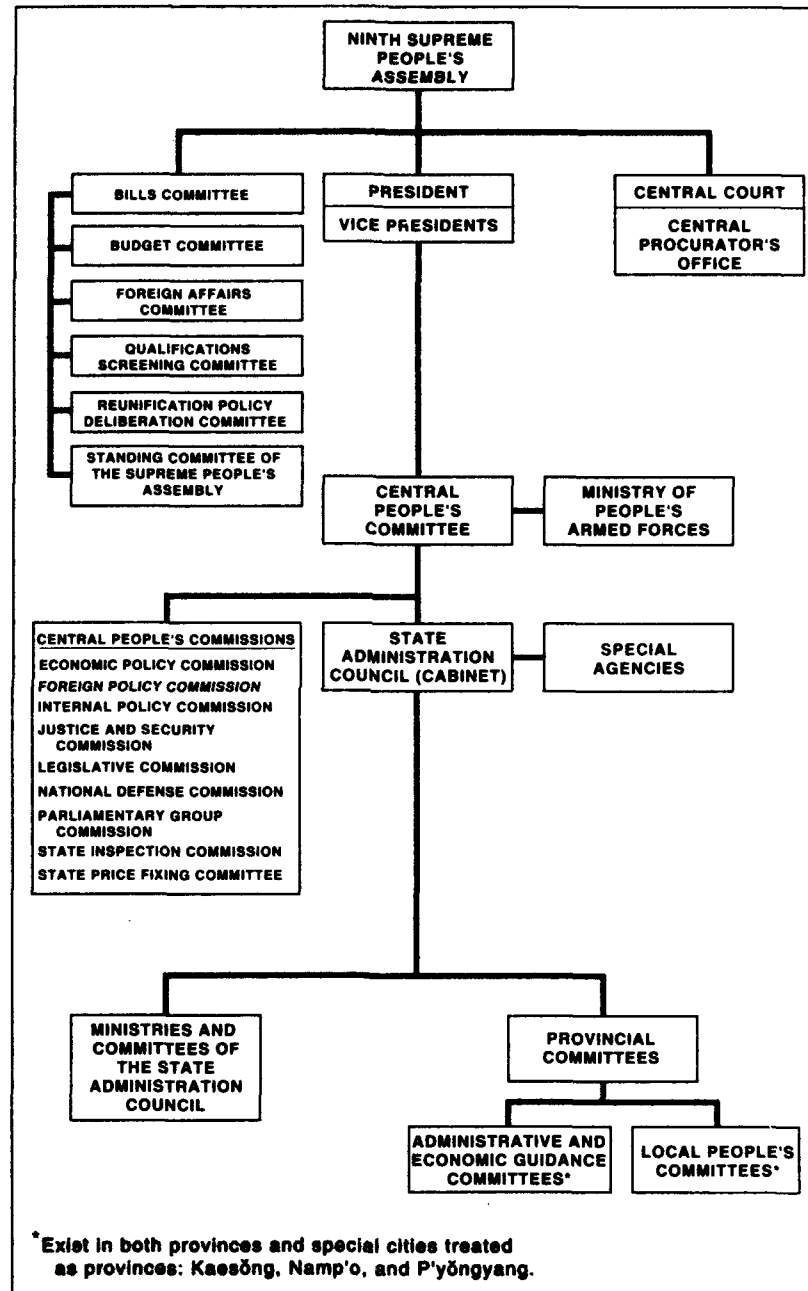 NINTH SUPREME
PEOPLE'S
ASSEMBLY
BILLS COMMITTEE
BUDGET COMMITTEE
FOREIGN AFFAIRS
COMMITTEE
QUALIFICATIONS
SCREENING COMMITTEE
REUNIFICATION POLICY
DELIBERATION COMMITTEE
STANDING COMMITTEE OF
THE SUPREME PEOPLE'S
ASSEMBLY
PRESIDENT
VICE PRESIDENTS
CENTRAL COURT
CENTRAL
PROCURATOR'S
OFFICE
CENTRAL
PEOPLE'S
COMMITTEE
MINISTRY OF
PEOPLE'S
ARMED FORCES
CENTRAL PEOPLE'S COMMISSIONS
ECONOMIC POLICY COMMISSION
FOREIGN POLICY COMMISSION
INTERNAL POLICY COMMISSION
JUSTICE AND SECURITY
COMMISSION
LEGISLATIVE COMMISSION
NATIONAL DEFENSE COMMISSION
PARLIAMENTARY GROUP
COMMISSION
STATE INSPECTION COMMISSION
STATE PRICE FIXING COMMITTEE
STATE
ADMINISTRATION
COUNCIL (CABINET)
SPECIAL
AGENCIES
MINISTRIES AND
COMMITTEES OF
THE STATE
ADMINISTRATION
COUNCIL
PROVINCIAL
COMMITTEES
ADMINISTRATIVE AND
ECONOMIC GUIDANCE
COMMITTEES*
LOCAL PEOPLE'S
COMMITTEES*
*Exist in both provinces and special cities treated
as provinces: Kaesŏng, Namp'o, and P'yŏngyang.